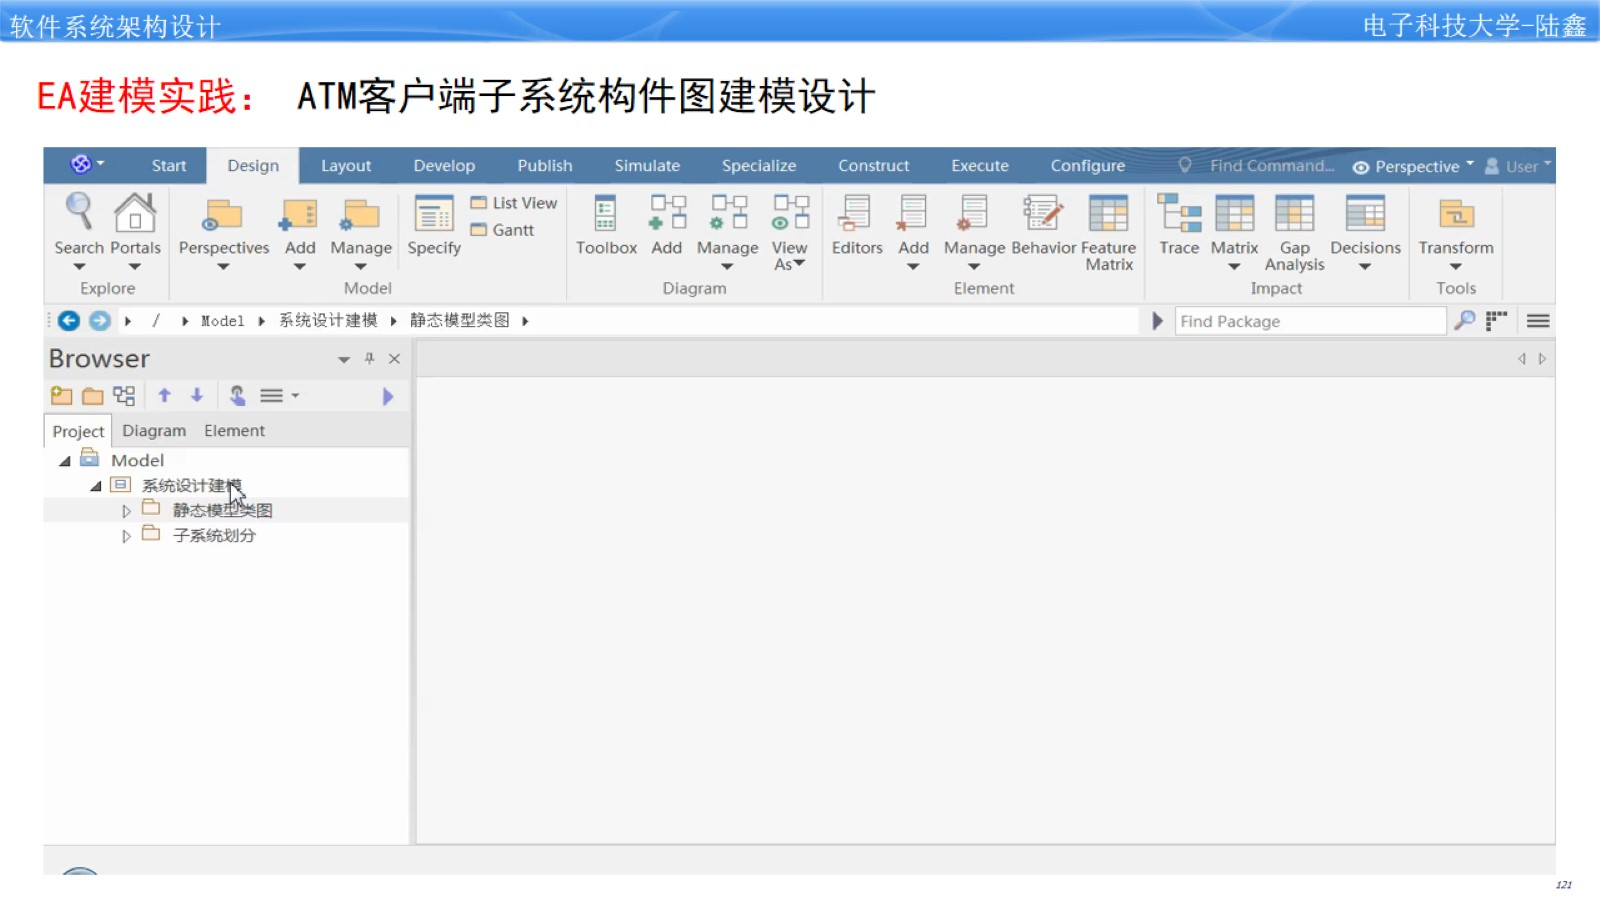 软件系统架构设计
电子科技大学-陆鑫
EA建模实践： ATM客户端子系统构件图建模设计
Start Design Layout Develop Publish Simulate Specialize Construct Execute Configure Find Command... Perspective User
Search Portals Perspectives Add Manage Specify List View Gantt Toolbox Add Manage View As Editors Add Manage Behavior Feature Matrix Trace Matrix Gap Analysis Decisions Transform
Explore Model Diagram Element Impact Tools
/ Model 系统设计建模 静态模型类图 Find Package
Browser
Project Diagram Element
Model
系统设计建模
静态模型类图
子系统划分
121